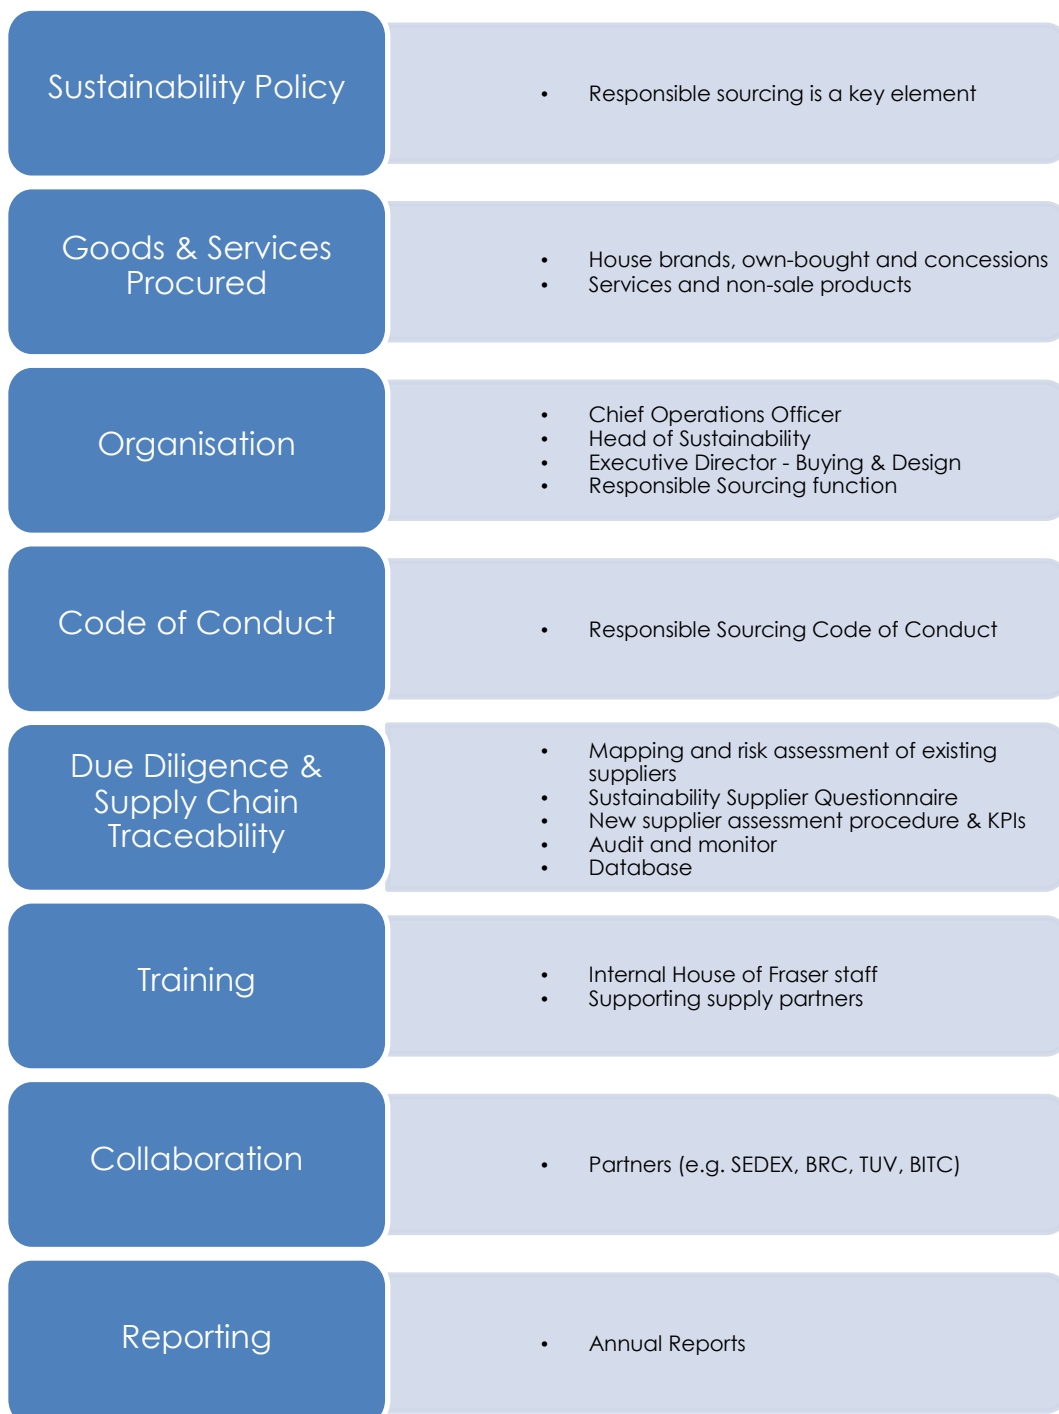 Sustainability Policy
• Responsible sourcing is a key element
Goods & Services
Procured
• House brands, own-bought and concessions
• Services and non-sale products
Organisation
• Chief Operations Officer
• Head of Sustainability
• Executive Director - Buying & Design
• Responsible Sourcing function
Code of Conduct
• Responsible Sourcing Code of Conduct
Due Diligence &
Supply Chain
Traceability
• Mapping and risk assessment of existing
suppliers
• Sustainability Supplier Questionnaire
• New supplier assessment procedure & KPIs
• Audit and monitor
• Database
Training
• Internal House of Fraser staff
• Supporting supply partners
Collaboration
• Partners (e.g. SEDEX, BRC, TUV, BITC)
Reporting
• Annual Reports